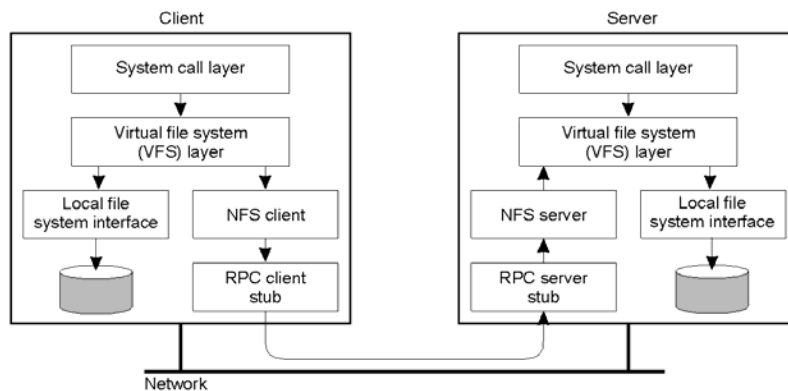 Client
System call layer
Virtual file system
(VFS) layer
Local file
system interface
NFS client
RPC client
stub
Server
System call layer
Virtual file system
(VFS) layer
NFS server
Local file
system interface
RPC server
stub
Network